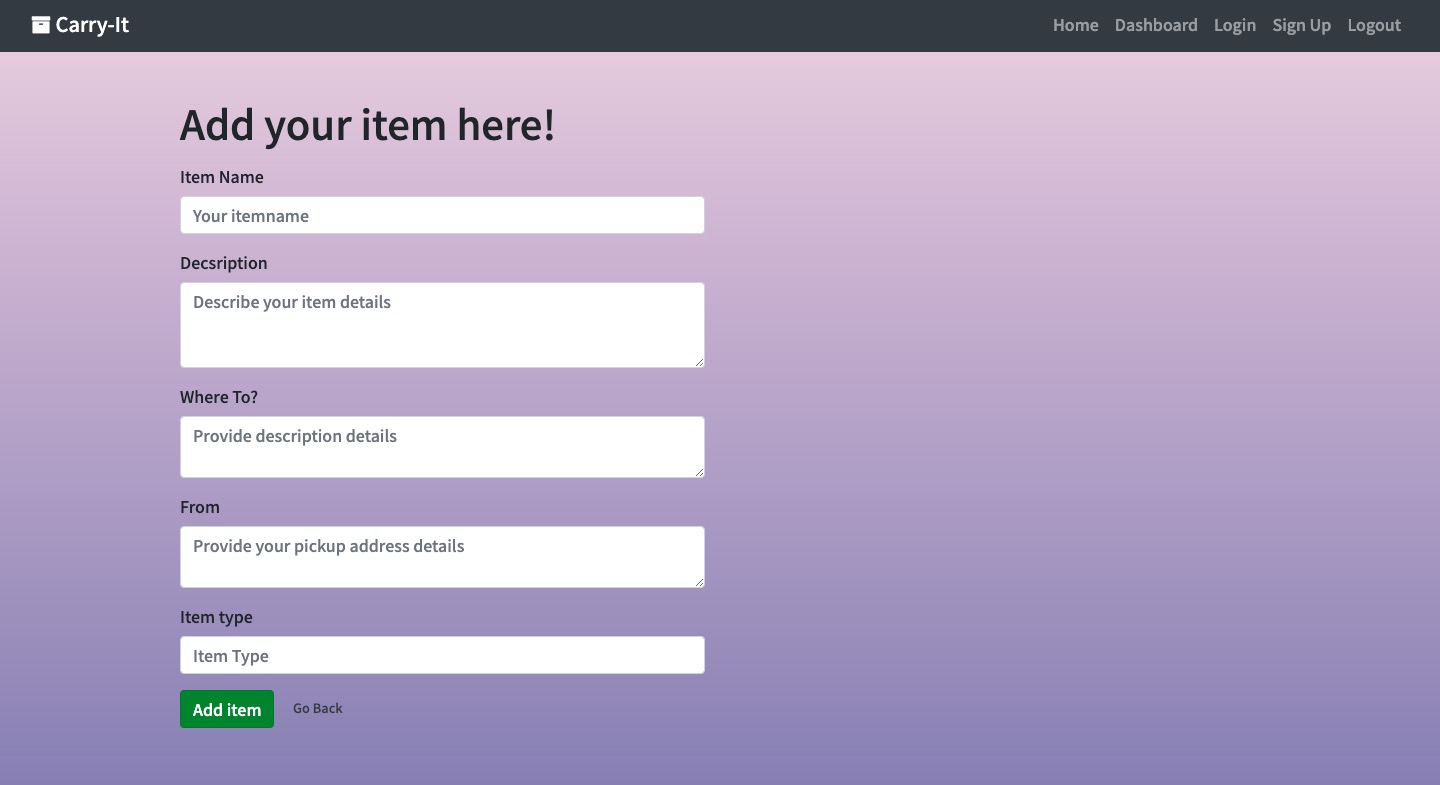 Carry-It
Home Dashboard Login Sign Up Logout
Add your item here!
Item Name
Your itemname
Decsription
Describe your item details
Where To?
Provide description details
From
Provide your pickup address details
Item type
Item Type
Add item Go Back